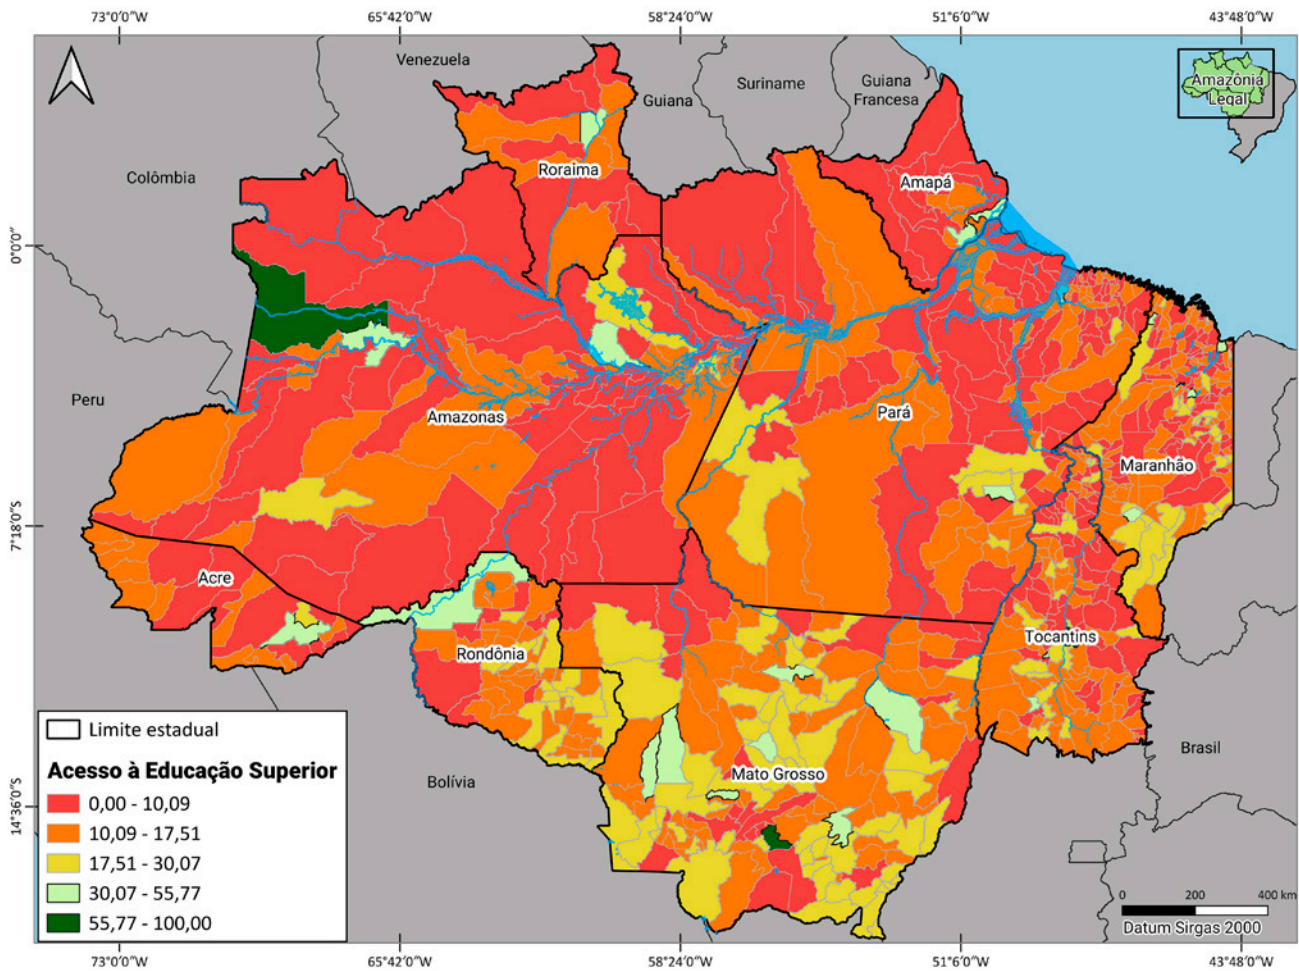 73°0'0"W
65°42'0"W
58°24'0"W
51°6'0"W
43°48'0"W
Venezuela
Suriname
Guiana
Guiana
Francesa
Amazônia
Legal
Colômbia
Roraima
Amapá
0°0'0"
Peru
Amazonas
Pará
Maranhão
7°18'0"S
Acre
Rondônia
Tocantins
Limite estadual
Acesso à Educação Superior
0,00 - 10,09
10,09 - 17,51
17,51 - 30,07
30,07 - 55,77
55,77 - 100,00
Bolívia
Mato Grosso
Brasil
14°36'0"S
0
200
400 km
Datum Sirgas 2000
73°0'0"W
65°42'0"W
58°24'0"W
51°6'0"W
43°48'0"W